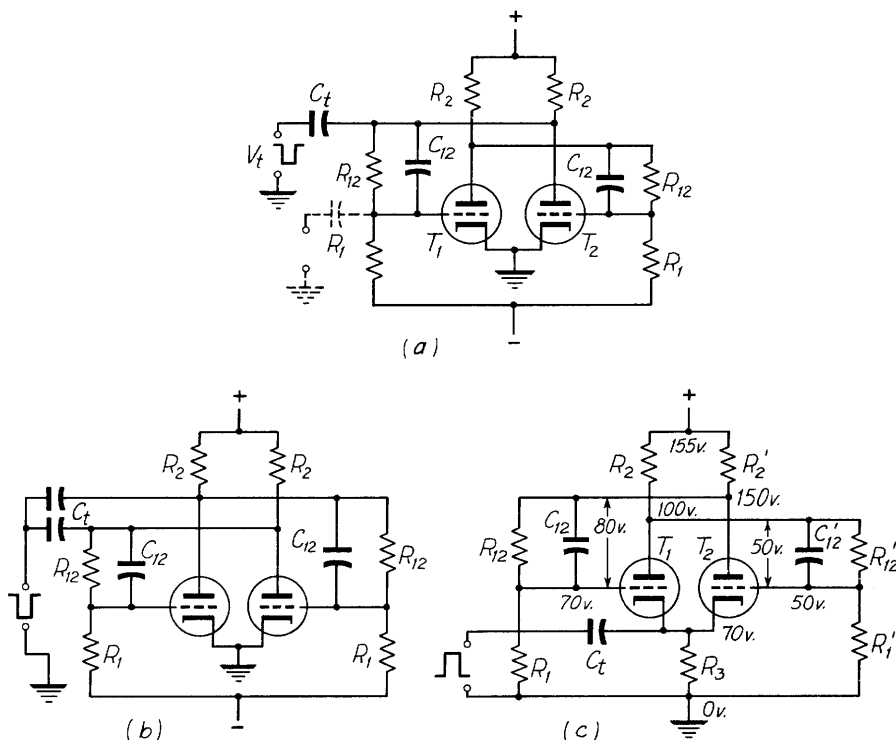 +
R2 R2
Ct
Vt
R12 C12 C12 R12
R1 T1 T2 R1
−
(a)
+
R2 R2
Ct
R12 C12 C12 R12
R1 R1
−
(b)
+
R2 155v. R2'
150v.
C12 80v. 100v. 50v. C12'
R12 T1 T2 R12'
70v. 50v.
70v.
R1 Ct R3 R1'
0v.
(c)